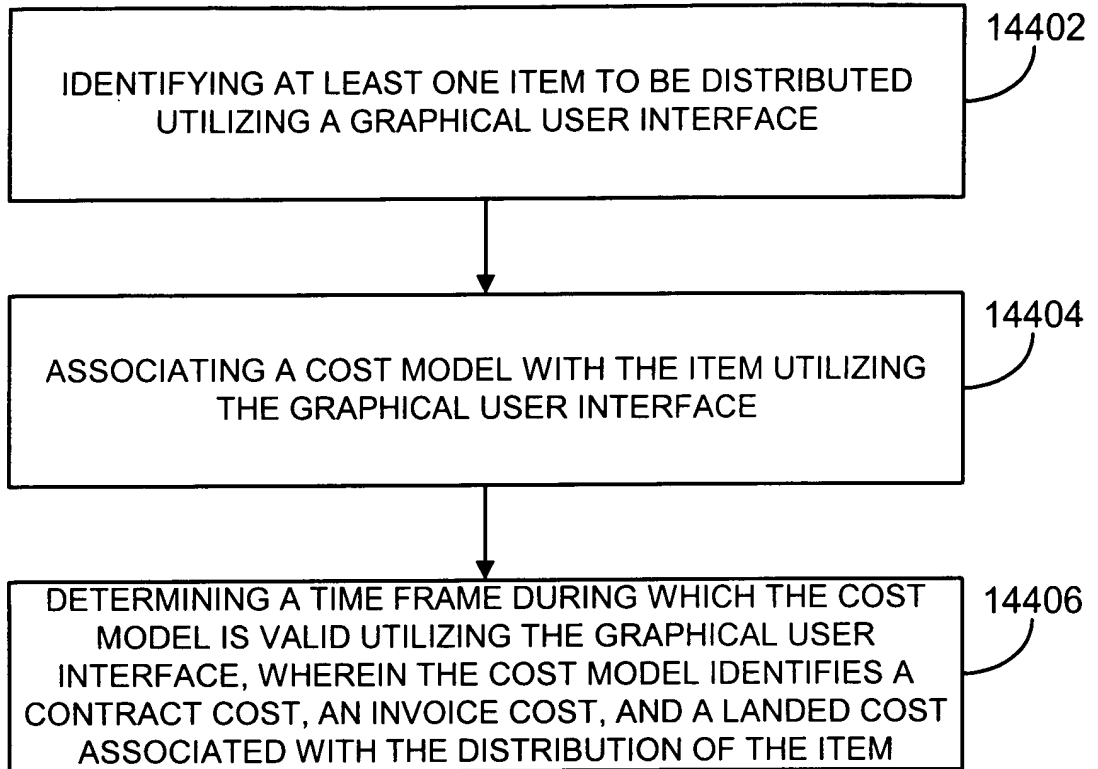 14402
IDENTIFYING AT LEAST ONE ITEM TO BE DISTRIBUTED
UTILIZING A GRAPHICAL USER INTERFACE
14404
ASSOCIATING A COST MODEL WITH THE ITEM UTILIZING
THE GRAPHICAL USER INTERFACE
14406
DETERMINING A TIME FRAME DURING WHICH THE COST
MODEL IS VALID UTILIZING THE GRAPHICAL USER
INTERFACE, WHEREIN THE COST MODEL IDENTIFIES A
CONTRACT COST, AN INVOICE COST, AND A LANDED COST
ASSOCIATED WITH THE DISTRIBUTION OF THE ITEM